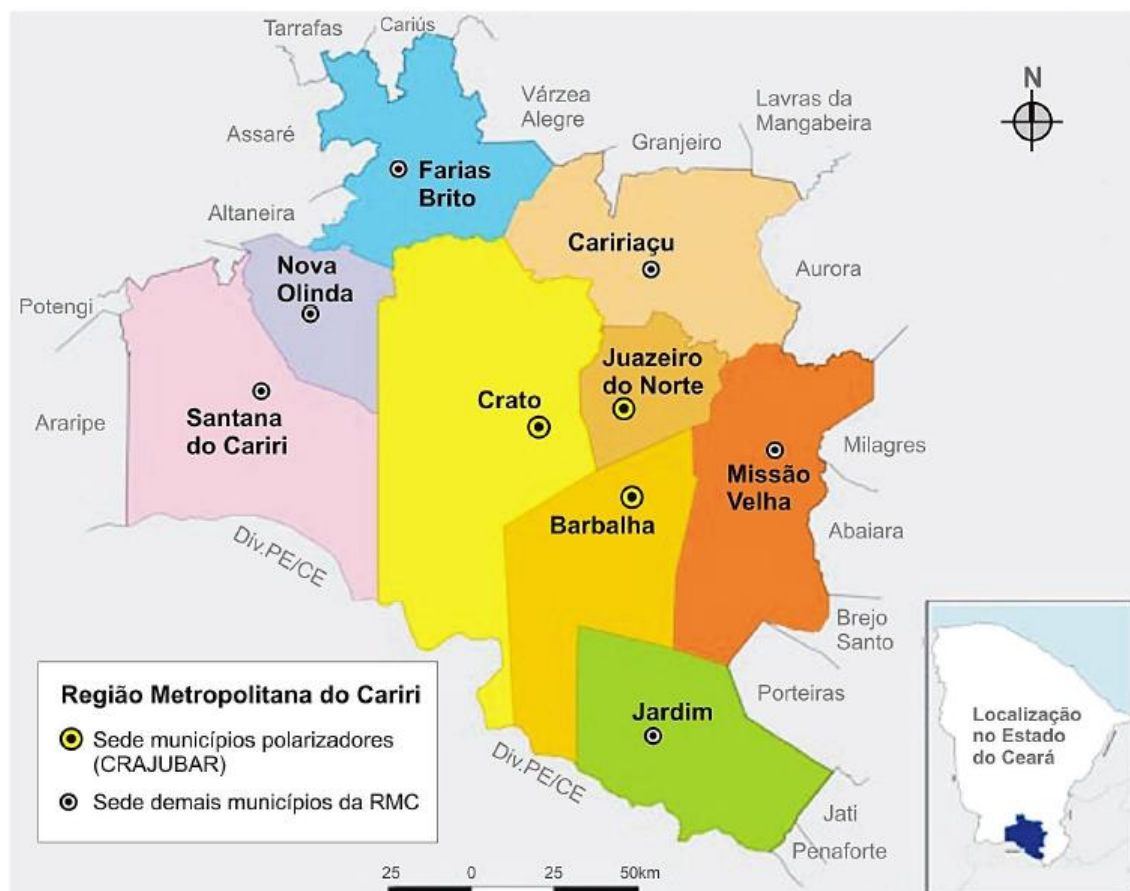 Tarrafas
Cariús
Várzea
Alegre
Lavras da
Mangabeira
N
Assaré
Granjeiro
Farias
Brito
Altaneira
Caririaçu
Nova
Olinda
Aurora
Potengi
Juazeiro
do Norte
Crato
Santana
do Cariri
Araripe
Milagres
Missão
Velha
Barbalha
Abaiara
Div.PE/CE
Brejo
Santo
Região Metropolitana do Cariri
Sede municípios polarizadores
(CRAJUBAR)
Sede demais municípios da RMC
Porteiras
Jardim
Div.PE/CE
Jati
Penaforte
Localização
no Estado
do Ceará
25 0 25 50km